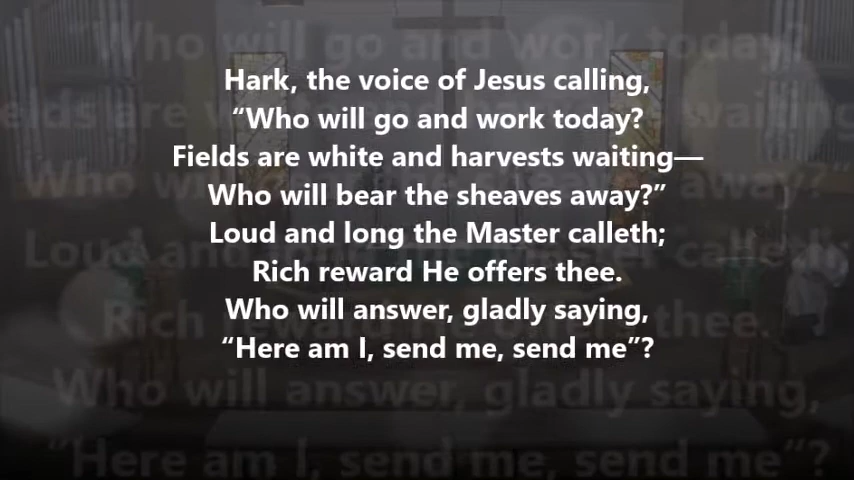 Hark, the voice of Jesus calling,
“Who will go and work today?
Fields are white and harvests waiting—
Who will bear the sheaves away?”
Loud and long the Master calleth;
Rich reward He offers thee.
Who will answer, gladly saying,
“Here am I, send me, send me”?